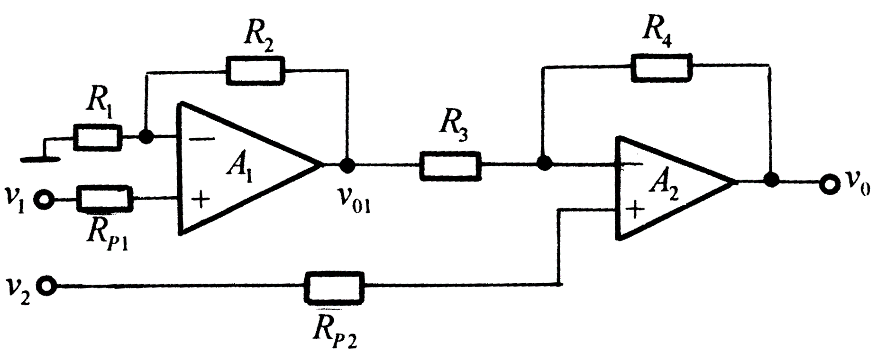 R2
R4
R1
R3
−
−
A1
A2
v1
+
v01
+
v0
RP1
v2
RP2